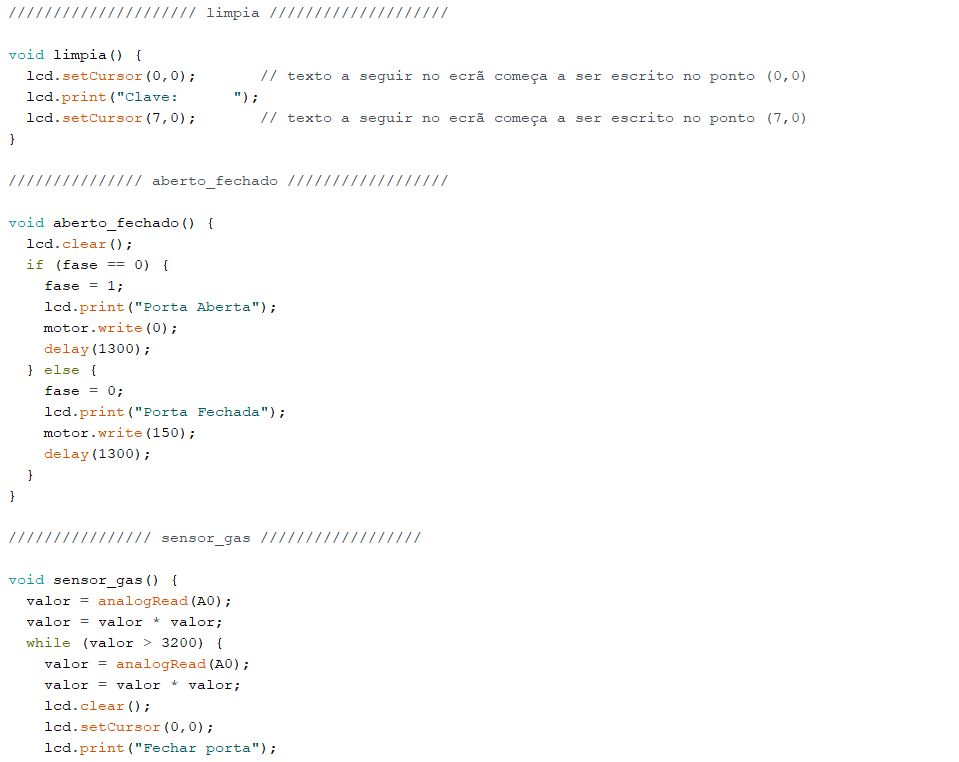 ///////////////////// limpia ////////////////////
void limpia() {
  lcd.setCursor(0,0);       // texto a seguir no ecrã começa a ser escrito no ponto (0,0)
  lcd.print("Clave:      ");
  lcd.setCursor(7,0);       // texto a seguir no ecrã começa a ser escrito no ponto (7,0)
}
/////////////// aberto_fechado //////////////////
void aberto_fechado() {
  lcd.clear();
  if (fase == 0) {
    fase = 1;
    lcd.print("Porta Aberta");
    motor.write(0);
    delay(1300);
  } else {
    fase = 0;
    lcd.print("Porta Fechada");
    motor.write(150);
    delay(1300);
  }
}
//////////////// sensor_gas //////////////////
void sensor_gas() {
  valor = analogRead(A0);
  valor = valor * valor;
  while (valor > 3200) {
    valor = analogRead(A0);
    valor = valor * valor;
    lcd.clear();
    lcd.setCursor(0,0);
    lcd.print("Fechar porta");